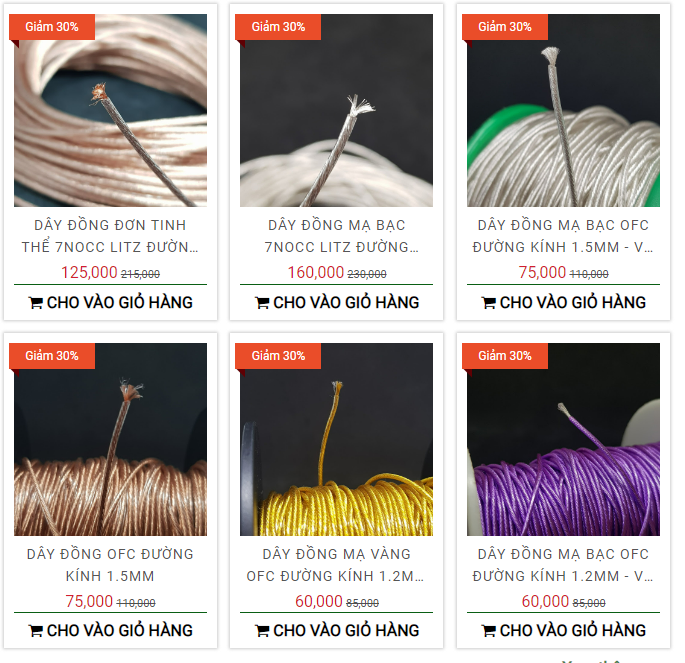 Giảm 30%
Giảm 30%
Giảm 30%
DÂY ĐỒNG ĐƠN TINH
THỂ 7NOCC LITZ ĐƯỜN...
125,000 215,000
CHO VÀO GIỎ HÀNG
DÂY ĐỒNG MẠ BẠC
7NOCC LITZ ĐƯỜNG...
160,000 230,000
CHO VÀO GIỎ HÀNG
DÂY ĐỒNG MẠ BẠC OFC
ĐƯỜNG KÍNH 1.5MM - V...
75,000 110,000
CHO VÀO GIỎ HÀNG
Giảm 30%
Giảm 30%
Giảm 30%
DÂY ĐỒNG OFC ĐƯỜNG
KÍNH 1.5MM
75,000 110,000
CHO VÀO GIỎ HÀNG
DÂY ĐỒNG MẠ VÀNG
OFC ĐƯỜNG KÍNH 1.2M...
60,000 85,000
CHO VÀO GIỎ HÀNG
DÂY ĐỒNG MẠ BẠC OFC
ĐƯỜNG KÍNH 1.2MM - V...
60,000 85,000
CHO VÀO GIỎ HÀNG